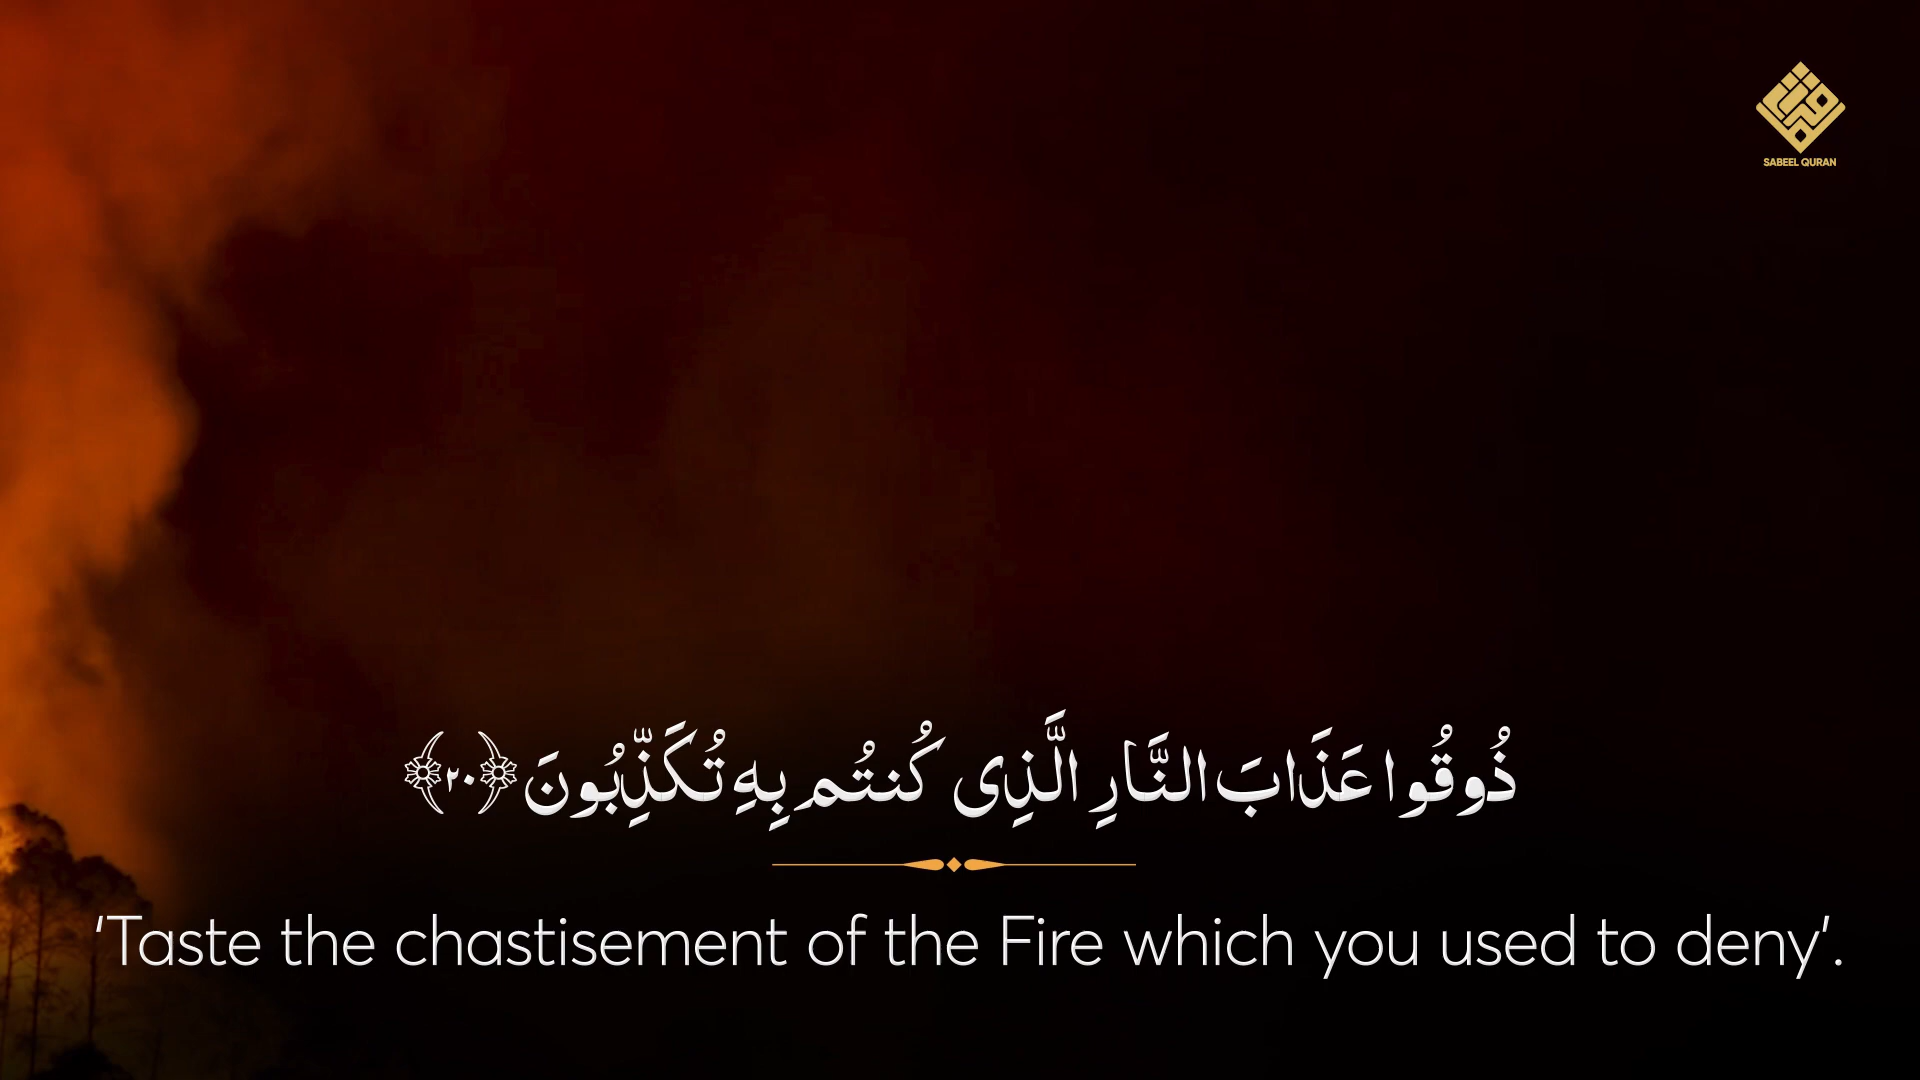 SABEEL QURAN
ذُوقُوا عَذَابَ النَّارِ الَّذِى كُنتُم بِهِ تُكَذِّبُونَ ﴿٢٠﴾
'Taste the chastisement of the Fire which you used to deny'.